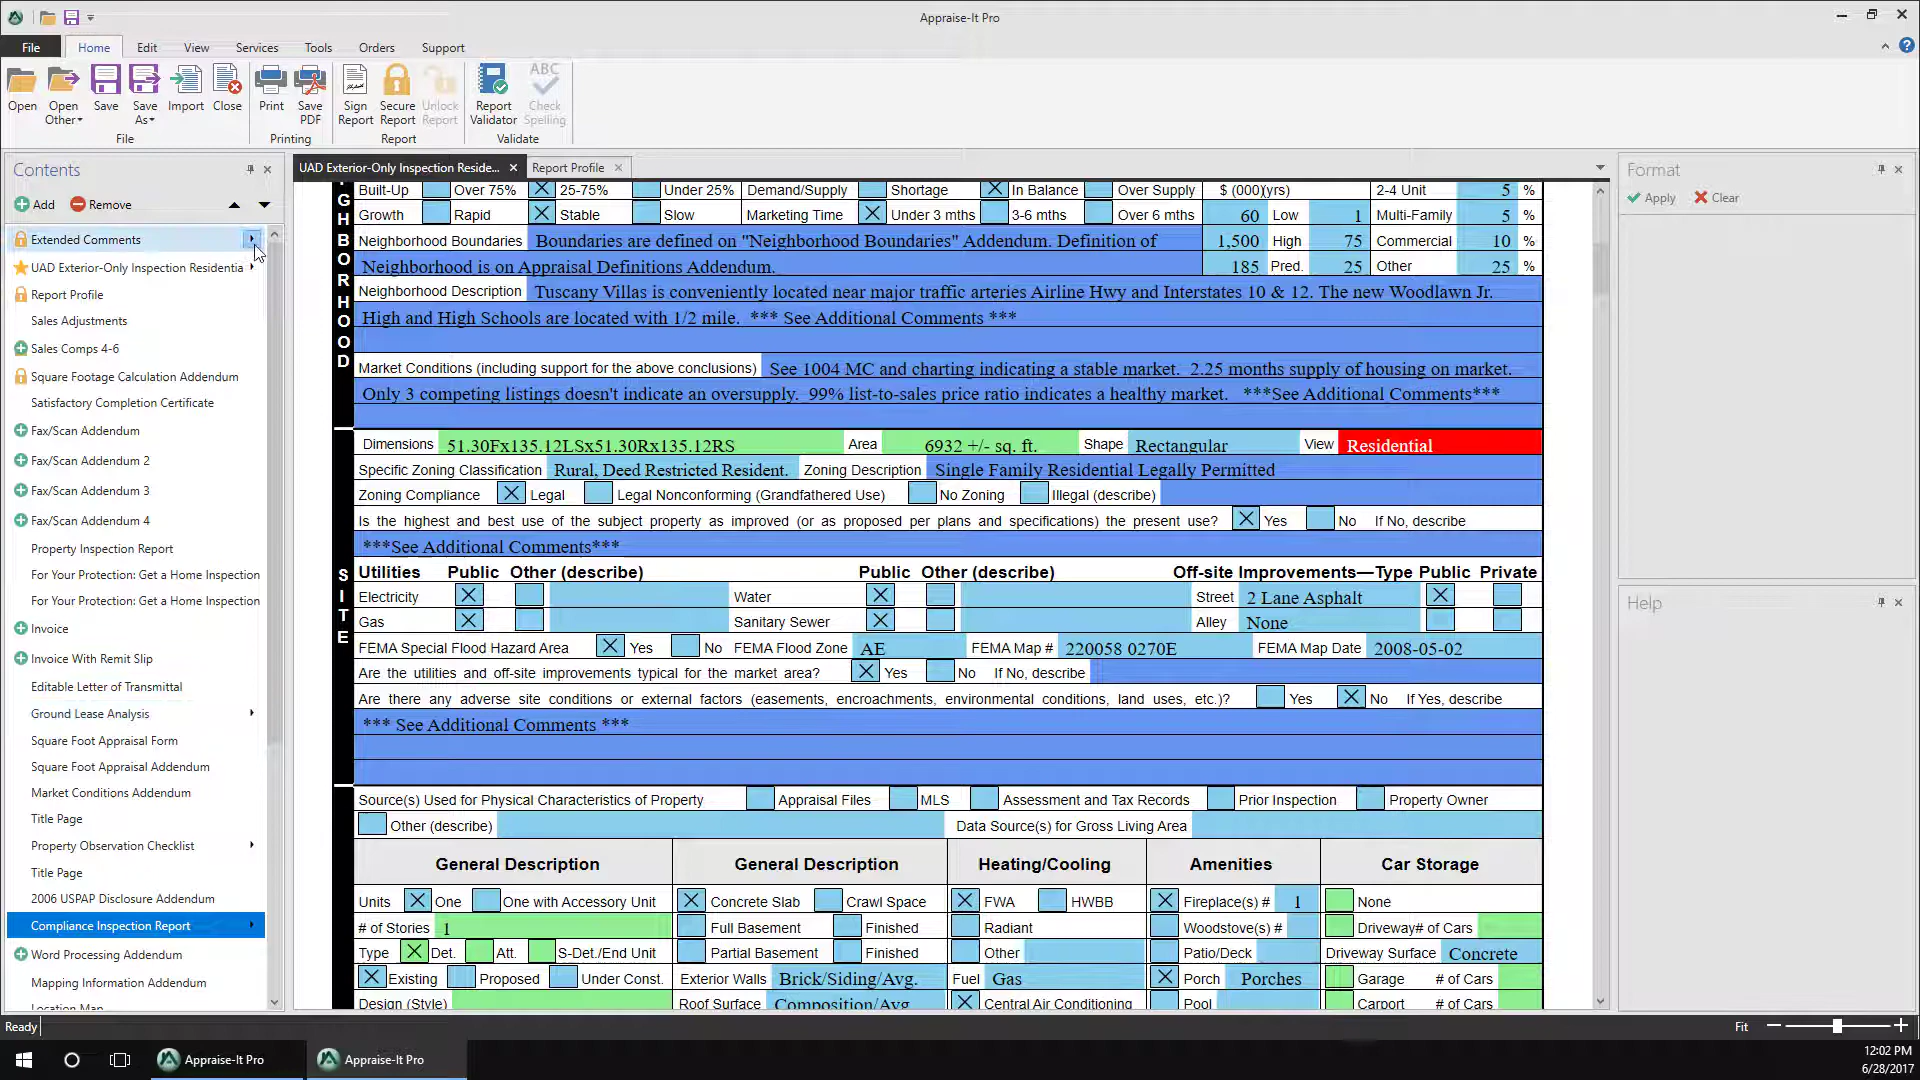 Appraise-It Pro
File Home Edit View Services Tools Orders Support
Open
Open Other
Save
Save As
Import
Close
Print
Save PDF
Sign Report
Secure Report
Unlock Report
Report Validator
ABC
Check Spelling
File Printing Report Validate
Contents
Add Remove
Extended Comments
UAD Exterior-Only Inspection Residentia
Report Profile
Sales Adjustments
Sales Comps 4-6
Square Footage Calculation Addendum
Satisfactory Completion Certificate
Fax/Scan Addendum
Fax/Scan Addendum 2
Fax/Scan Addendum 3
Fax/Scan Addendum 4
Property Inspection Report
For Your Protection: Get a Home Inspection
For Your Protection: Get a Home Inspection
Invoice
Invoice With Remit Slip
Editable Letter of Transmittal
Ground Lease Analysis
Square Foot Appraisal Form
Square Foot Appraisal Addendum
Market Conditions Addendum
Title Page
Property Observation Checklist
Title Page
2006 USPAP Disclosure Addendum
Compliance Inspection Report
Word Processing Addendum
Mapping Information Addendum
Location Map
UAD Exterior-Only Inspection Reside... Report Profile
GHBORHOOD
Built-Up Over 75% 25-75% Under 25% Demand/Supply Shortage In Balance Over Supply $ (000) (yrs) 2-4 Unit 5 %
Growth Rapid Stable Slow Marketing Time Under 3 mths 3-6 mths Over 6 mths 60 Low 1 Multi-Family 5 %
Neighborhood Boundaries Boundaries are defined on "Neighborhood Boundaries" Addendum. Definition of 1,500 High 75 Commercial 10 %
Neighborhood is on Appraisal Definitions Addendum. 185 Pred. 25 Other 25 %
Neighborhood Description Tuscany Villas is conveniently located near major traffic arteries Airline Hwy and Interstates 10 & 12. The new Woodlawn Jr.
High and High Schools are located with 1/2 mile. *** See Additional Comments ***
Market Conditions (including support for the above conclusions) See 1004 MC and charting indicating a stable market. 2.25 months supply of housing on market.
Only 3 competing listings doesn't indicate an oversupply. 99% list-to-sales price ratio indicates a healthy market. ***See Additional Comments***
SITE
Dimensions 51.30Fx135.12LSx51.30Rx135.12RS Area 6932 +/- sq. ft. Shape Rectangular View Residential
Specific Zoning Classification Rural, Deed Restricted Resident. Zoning Description Single Family Residential Legally Permitted
Zoning Compliance Legal Legal Nonconforming (Grandfathered Use) No Zoning Illegal (describe)
Is the highest and best use of the subject property as improved (or as proposed per plans and specifications) the present use? Yes No If No, describe
***See Additional Comments***
Utilities Public Other (describe) Public Other (describe) Off-site Improvements—Type Public Private
Electricity Water Street 2 Lane Asphalt
Gas Sanitary Sewer Alley None
FEMA Special Flood Hazard Area Yes No FEMA Flood Zone AE FEMA Map # 220058 0270E FEMA Map Date 2008-05-02
Are the utilities and off-site improvements typical for the market area? Yes No If No, describe
Are there any adverse site conditions or external factors (easements, encroachments, environmental conditions, land uses, etc.)? Yes No If Yes, describe
*** See Additional Comments ***
Source(s) Used for Physical Characteristics of Property Appraisal Files MLS Assessment and Tax Records Prior Inspection Property Owner
Other (describe) Data Source(s) for Gross Living Area
General Description General Description Heating/Cooling Amenities Car Storage
Units One One with Accessory Unit Concrete Slab Crawl Space FWA HWBB Fireplace(s) # 1 None
# of Stories 1 Full Basement Finished Radiant Woodstove(s) # Driveway # of Cars
Type Det. Att. S-Det./End Unit Partial Basement Finished Other Patio/Deck Driveway Surface Concrete
Existing Proposed Under Const. Exterior Walls Brick/Siding/Avg. Fuel Gas Porch Porches Garage # of Cars
Design (Style) Roof Surface Composition/Avg Central Air Conditioning Pool Carport # of Cars
Format
Apply Clear
Help
Ready Fit
Appraise-It Pro Appraise-It Pro
12:02 PM
6/28/2017